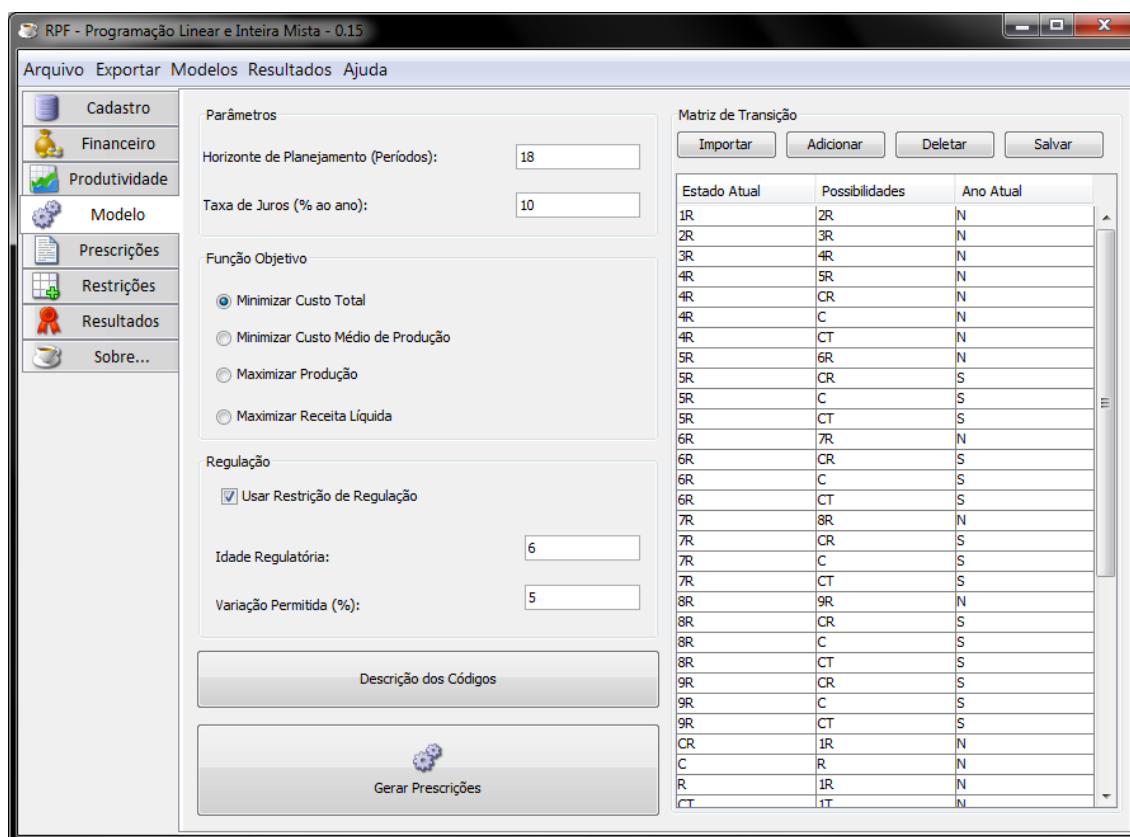 RPF - Programação Linear e Inteira Mista - 0.15
Arquivo Exportar Modelos Resultados Ajuda
Cadastro
Financeiro
Produtividade
Modelo
Prescrições
Restrições
Resultados
Sobre...
Parâmetros
Horizonte de Planejamento (Períodos): 18
Taxa de Juros (% ao ano): 10
Função Objetivo
Minimizar Custo Total
Minimizar Custo Médio de Produção
Maximizar Produção
Maximizar Receita Líquida
Regulação
Usar Restrição de Regulação
Idade Regulatória: 6
Variação Permitida (%): 5
Descrição dos Códigos
Gerar Prescrições
Matriz de Transição
Importar Adicionar Deletar Salvar
Estado Atual Possibilidades Ano Atual
1R 2R N
2R 3R N
3R 4R N
4R 5R N
4R CR N
4R C N
4R CT N
5R 6R N
5R CR S
5R C S
5R CT S
6R 7R N
6R CR S
6R C S
6R CT S
7R 8R N
7R CR S
7R C S
7R CT S
8R 9R N
8R CR S
8R C S
8R CT S
9R CR S
9R C S
9R CT S
CR 1R N
C R N
R 1R N
CT 1T N